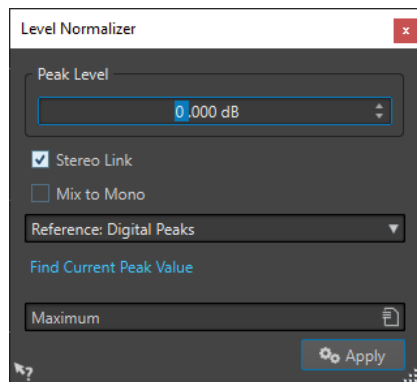 Level Normalizer
Peak Level
0.000 dB
Stereo Link
Mix to Mono
Reference: Digital Peaks
Find Current Peak Value
Maximum
Apply